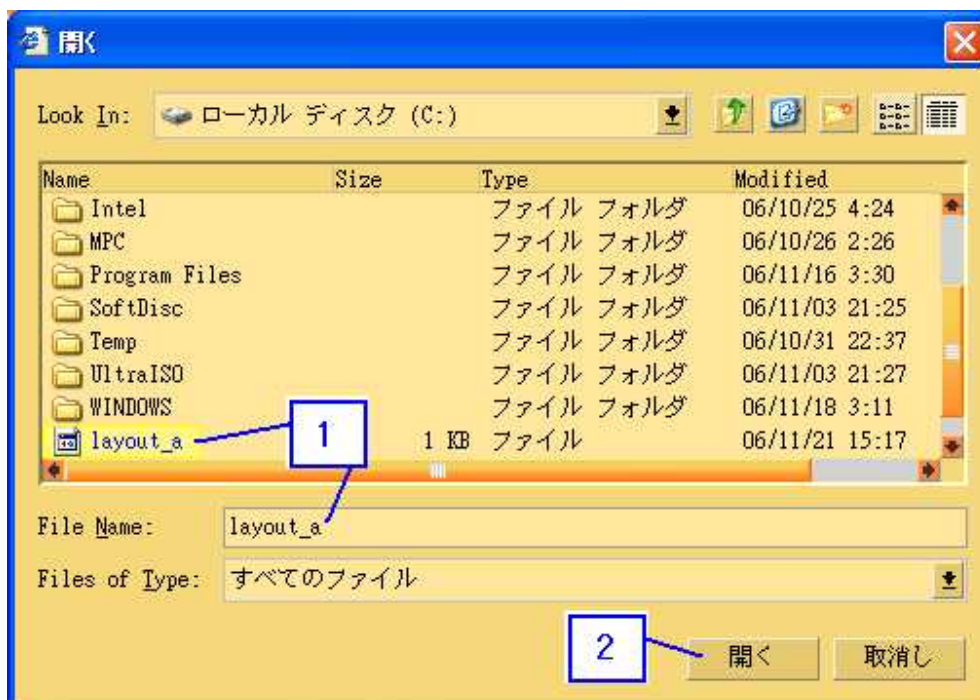 開く
Look In: ローカル ディスク (C:)
Name Size Type Modified
Intel ファイル フォルダ 06/10/25 4:24
MPC ファイル フォルダ 06/10/26 2:26
Program Files ファイル フォルダ 06/11/16 3:30
SoftDisc ファイル フォルダ 06/11/03 21:25
Temp ファイル フォルダ 06/10/31 22:37
UltraISO ファイル フォルダ 06/11/03 21:27
WINDOWS ファイル フォルダ 06/11/18 3:11
layout_a 1 1 KB ファイル 06/11/21 15:17
File Name: layout_a
Files of Type: すべてのファイル
2 開く 取消し